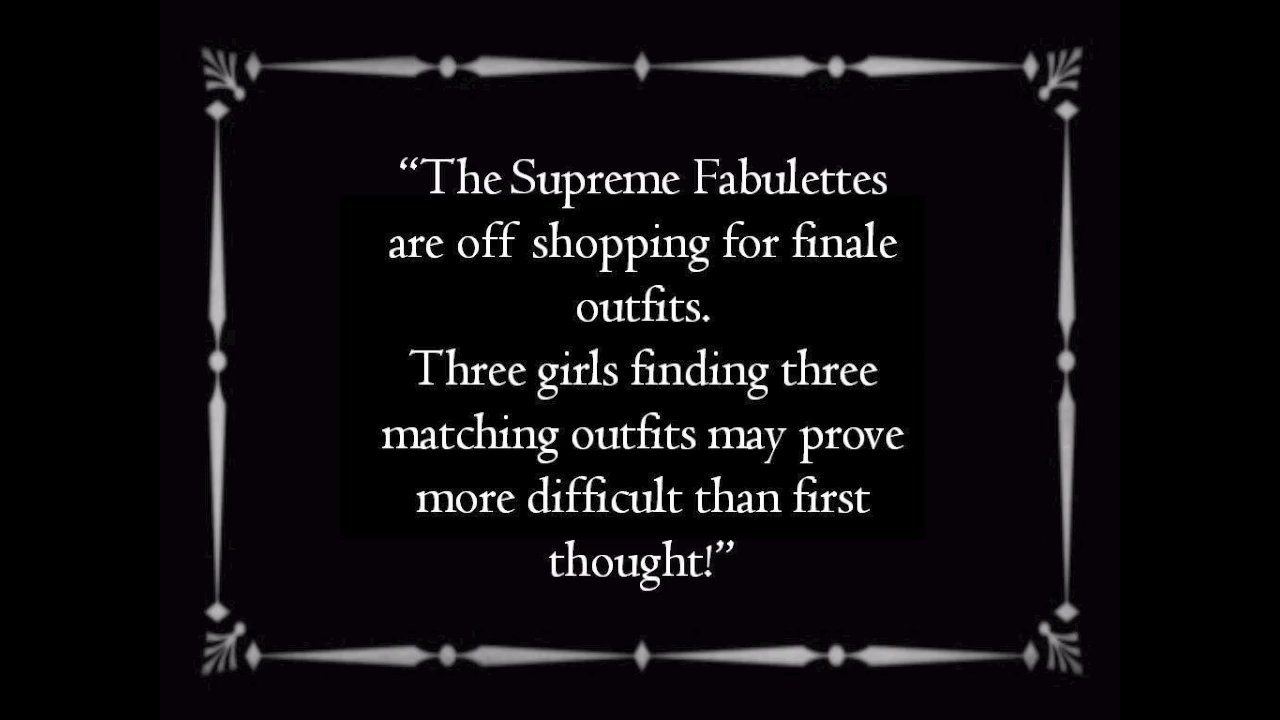 “The Supreme Fabulettes
are off shopping for finale
outfits.
Three girls finding three
matching outfits may prove
more difficult than first
thought!”